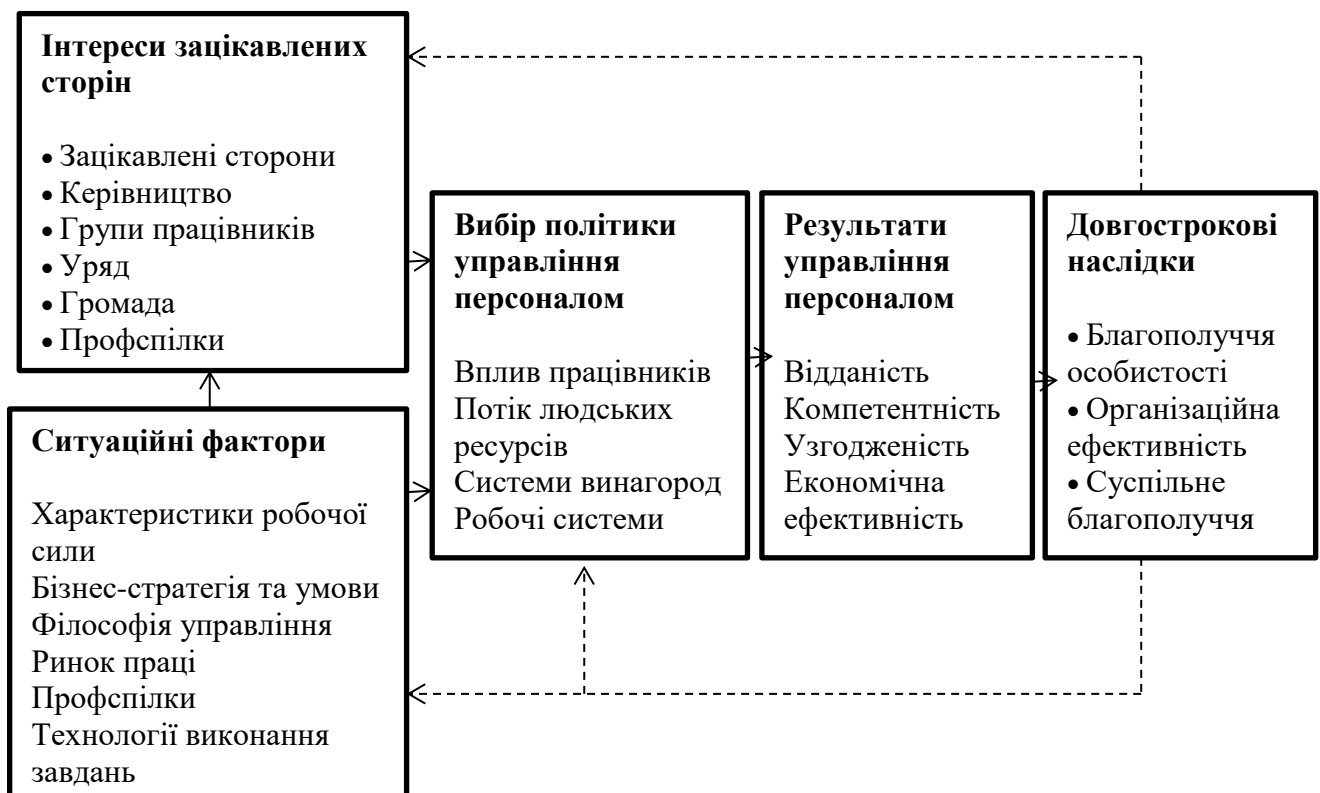 Інтереси зацікавлених
сторін
• Зацікавлені сторони
• Керівництво
• Групи працівників
• Уряд
• Громада
• Профспілки
Ситуаційні фактори
Характеристики робочої
сили
Бізнес-стратегія та умови
Філософія управління
Ринок праці
Профспілки
Технології виконання
завдань
Вибір політики
управління
персоналом
Вплив працівників
Потік людських
ресурсів
Системи винагород
Робочі системи
Результати
управління
персоналом
Відданість
Компетентність
Узгодженість
Економічна
ефективність
Довгострокові
наслідки
• Благополуччя
особистості
• Організаційна
ефективність
• Суспільне
благополуччя